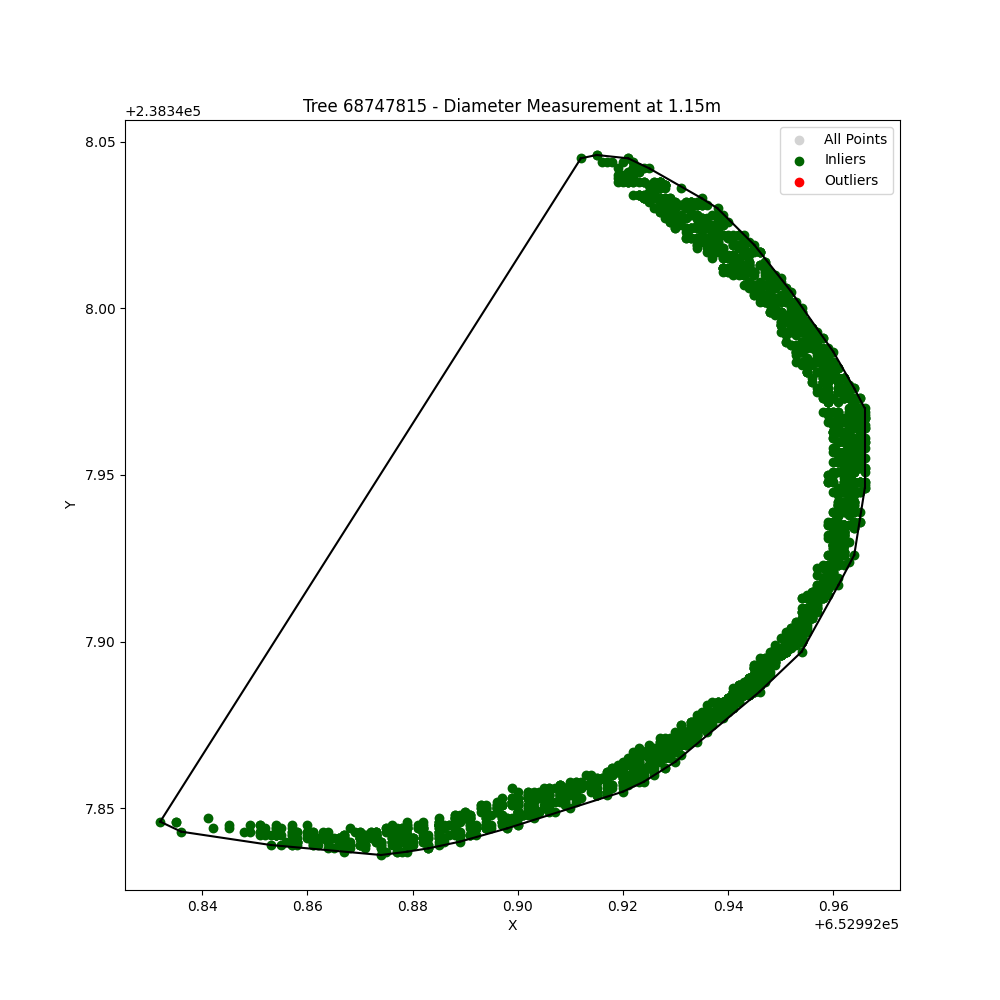 Tree 68747815 - Diameter Measurement at 1.15m
+2.3834e5
All Points
Inliers
Outliers
8.05
8.00
7.95
7.90
7.85
Y
0.84 0.86 0.88 0.90 0.92 0.94 0.96
X
+6.52992e5